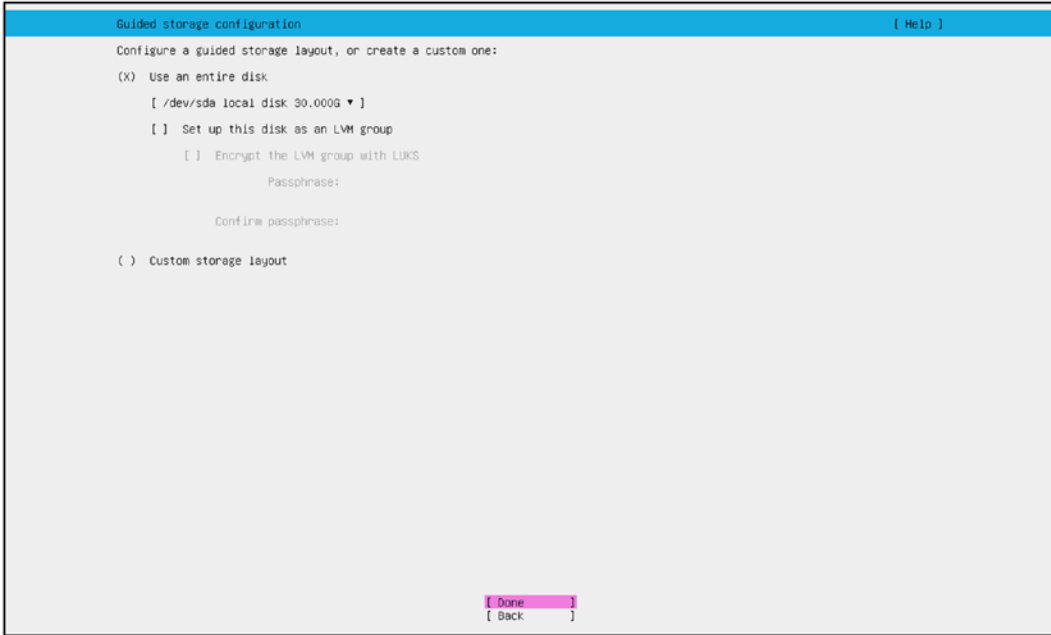 Guided storage configuration [ Help ]
Configure a guided storage layout, or create a custom one:
(X) Use an entire disk
[ /dev/sda local disk 30.000G ▼ ]
[ ] Set up this disk as an LVM group
[ ] Encrypt the LVM group with LUKS
Passphrase:
Confirm passphrase:
( ) Custom storage layout
[ Done ]
[ Back ]